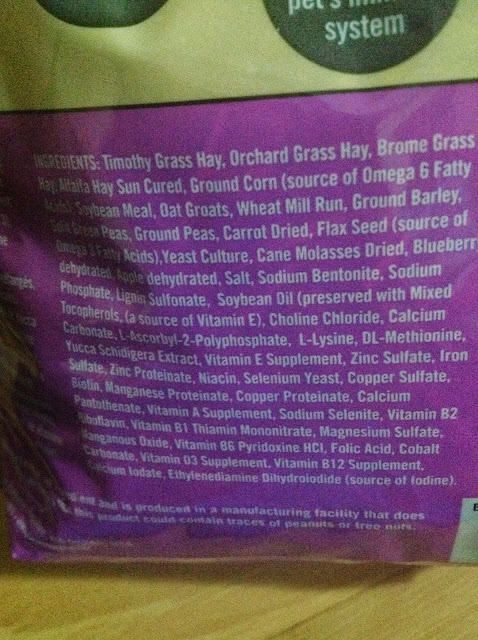 pet's
system
INGREDIENTS: Timothy Grass Hay, Orchard Grass Hay, Brome Grass
Hay, Alfalfa Hay Sun Cured, Ground Corn (source of Omega 6 Fatty
Acids), Soybean Meal, Oat Groats, Wheat Mill Run, Ground Barley,
Green Peas, Ground Peas, Carrot Dried, Flax Seed (source of
Omega 3 Fatty Acids),Yeast Culture, Cane Molasses Dried, Blueberry
dehydrated, Apple dehydrated, Salt, Sodium Bentonite, Sodium
Phosphate, Lignin Sulfonate, Soybean Oil (preserved with Mixed
Tocopherols, (a source of Vitamin E), Choline Chloride, Calcium
Carbonate, L-Ascorbyl-2-Polyphosphate, L-Lysine, DL-Methionine,
Yucca Schidigera Extract, Vitamin E Supplement, Zinc Sulfate, Iron
Sulfate, Zinc Proteinate, Niacin, Selenium Yeast, Copper Sulfate,
Biotin, Manganese Proteinate, Copper Proteinate, Calcium
Pantothenate, Vitamin A Supplement, Sodium Selenite, Vitamin B2
Riboflavin, Vitamin B1 Thiamin Mononitrate, Magnesium Sulfate,
Manganous Oxide, Vitamin B6 Pyridoxine HCl, Folic Acid, Cobalt
Carbonate, Vitamin D3 Supplement, Vitamin B12 Supplement,
Calcium Iodate, Ethylenediamine Dihydroiodide (source of Iodine).
and is produced in a manufacturing facility that does
this product could contain traces of peanuts or tree nuts.